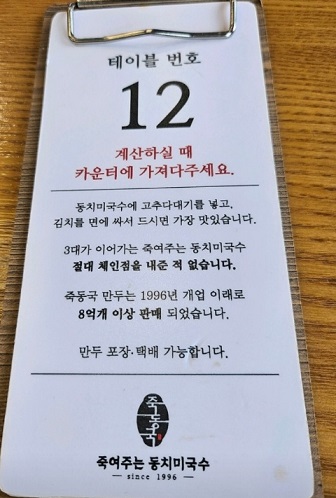 테이블 번호
12
계산하실 때
카운터에 가져다주세요.
동치미국수에 고추다대기를 넣고,
김치를 면에 싸서 드시면 가장 맛있습니다.
3대가 이어가는 죽여주는 동치미국수
절대 체인점을 내준 적 없습니다.
죽동국 만두는 1996년 개업 이래로
8억개 이상 판매 되었습니다.
만두 포장·택배 가능합니다.
죽동국
죽여주는 동치미국수
since 1996